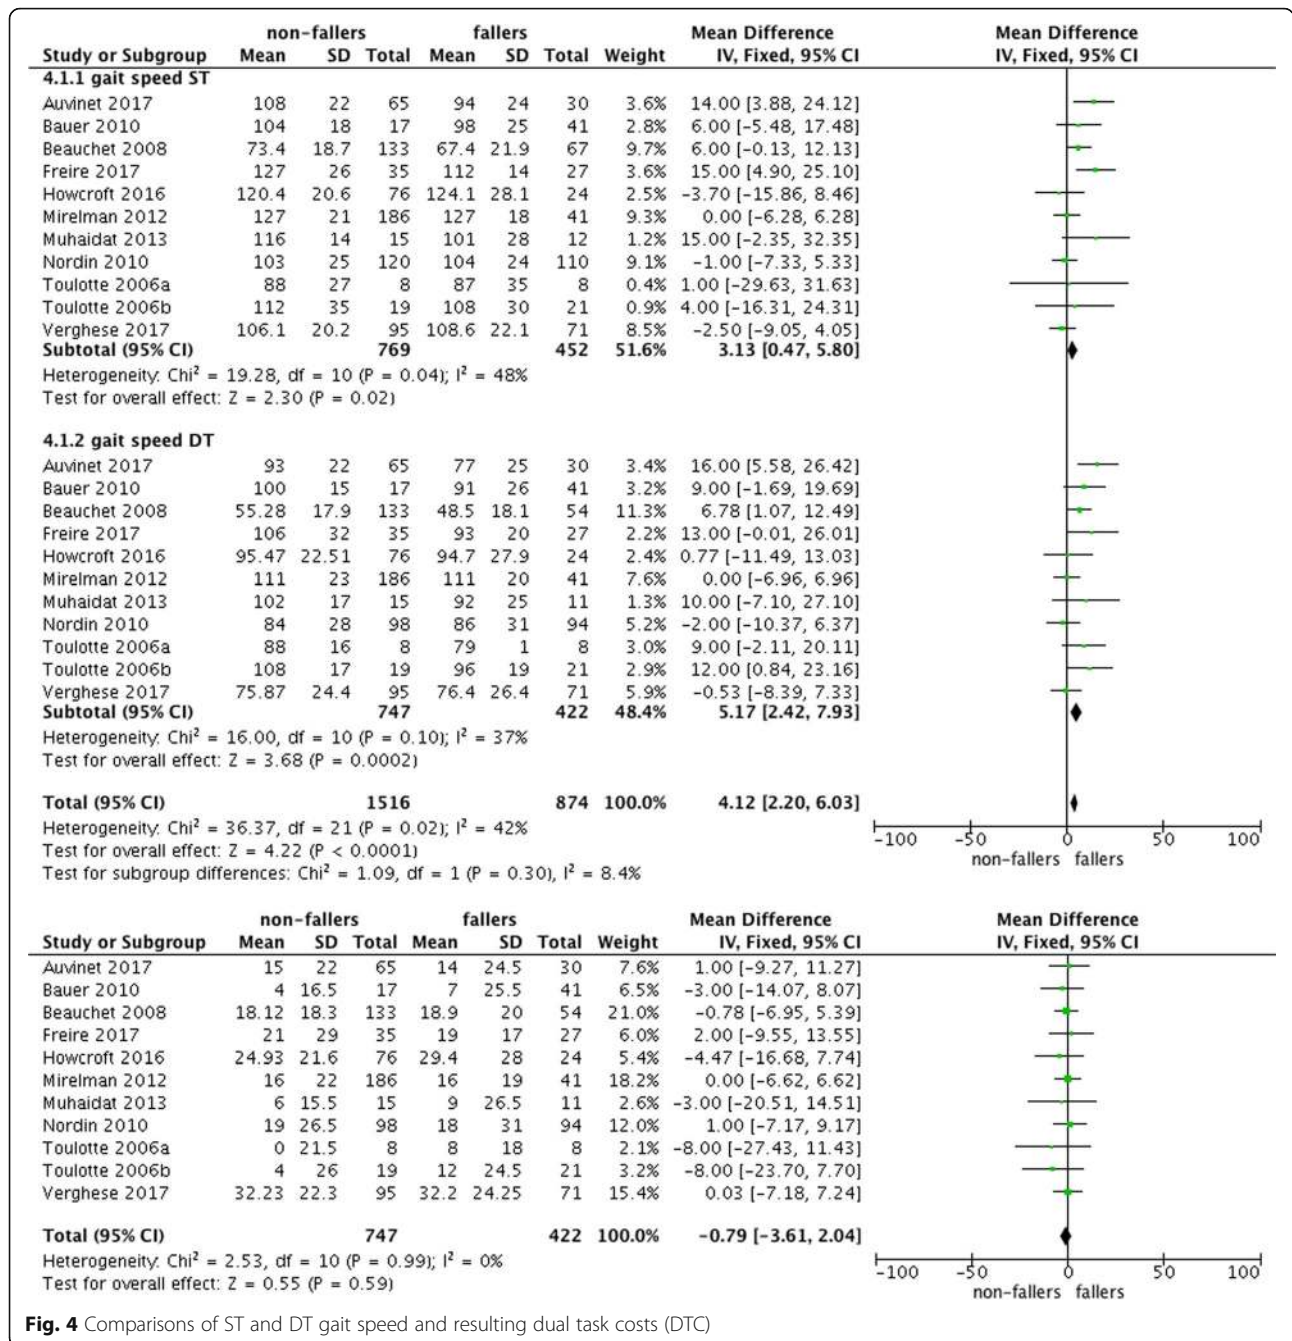 non-fallers fallers Mean Difference Mean Difference
Study or Subgroup Mean SD Total Mean SD Total Weight IV, Fixed, 95% CI IV, Fixed, 95% CI
4.1.1 gait speed ST
Auvinet 2017 108 22 65 94 24 30 3.6% 14.00 [3.88, 24.12]
Bauer 2010 104 18 17 98 25 41 2.8% 6.00 [-5.48, 17.48]
Beauchet 2008 73.4 18.7 133 67.4 21.9 67 9.7% 6.00 [-0.13, 12.13]
Freire 2017 127 26 35 112 14 27 3.6% 15.00 [4.90, 25.10]
Howcroft 2016 120.4 20.6 76 124.1 28.1 24 2.5% -3.70 [-15.86, 8.46]
Mirelman 2012 127 21 186 127 18 41 9.3% 0.00 [-6.28, 6.28]
Muhaidat 2013 116 14 15 101 28 12 1.2% 15.00 [-2.35, 32.35]
Nordin 2010 103 25 120 104 24 110 9.1% -1.00 [-7.33, 5.33]
Toulotte 2006a 88 27 8 87 35 8 0.4% 1.00 [-29.63, 31.63]
Toulotte 2006b 112 35 19 108 30 21 0.9% 4.00 [-16.31, 24.31]
Verghese 2017 106.1 20.2 95 108.6 22.1 71 8.5% -2.50 [-9.05, 4.05]
Subtotal (95% CI) 769 452 51.6% 3.13 [0.47, 5.80]
Heterogeneity: Chi² = 19.28, df = 10 (P = 0.04); I² = 48%
Test for overall effect: Z = 2.30 (P = 0.02)
4.1.2 gait speed DT
Auvinet 2017 93 22 65 77 25 30 3.4% 16.00 [5.58, 26.42]
Bauer 2010 100 15 17 91 26 41 3.2% 9.00 [-1.69, 19.69]
Beauchet 2008 55.28 17.9 133 48.5 18.1 54 11.3% 6.78 [1.07, 12.49]
Freire 2017 106 32 35 93 20 27 2.2% 13.00 [-0.01, 26.01]
Howcroft 2016 95.47 22.51 76 94.7 27.9 24 2.4% 0.77 [-11.49, 13.03]
Mirelman 2012 111 23 186 111 20 41 7.6% 0.00 [-6.96, 6.96]
Muhaidat 2013 102 17 15 92 25 11 1.3% 10.00 [-7.10, 27.10]
Nordin 2010 84 28 98 86 31 94 5.2% -2.00 [-10.37, 6.37]
Toulotte 2006a 88 16 8 79 1 8 3.0% 9.00 [-2.11, 20.11]
Toulotte 2006b 108 17 19 96 19 21 2.9% 12.00 [0.84, 23.16]
Verghese 2017 75.87 24.4 95 76.4 26.4 71 5.9% -0.53 [-8.39, 7.33]
Subtotal (95% CI) 747 422 48.4% 5.17 [2.42, 7.93]
Heterogeneity: Chi² = 16.00, df = 10 (P = 0.10); I² = 37%
Test for overall effect: Z = 3.68 (P = 0.0002)
Total (95% CI) 1516 874 100.0% 4.12 [2.20, 6.03]
Heterogeneity: Chi² = 36.37, df = 21 (P = 0.02); I² = 42%
Test for overall effect: Z = 4.22 (P < 0.0001)
Test for subgroup differences: Chi² = 1.09, df = 1 (P = 0.30), I² = 8.4%
-100 -50 0 50 100
non-fallers fallers
non-fallers fallers Mean Difference Mean Difference
Study or Subgroup Mean SD Total Mean SD Total Weight IV, Fixed, 95% CI IV, Fixed, 95% CI
Auvinet 2017 15 22 65 14 24.5 30 7.6% 1.00 [-9.27, 11.27]
Bauer 2010 4 16.5 17 7 25.5 41 6.5% -3.00 [-14.07, 8.07]
Beauchet 2008 18.12 18.3 133 18.9 20 54 21.0% -0.78 [-6.95, 5.39]
Freire 2017 21 29 35 19 17 27 6.0% 2.00 [-9.55, 13.55]
Howcroft 2016 24.93 21.6 76 29.4 28 24 5.4% -4.47 [-16.68, 7.74]
Mirelman 2012 16 22 186 16 19 41 18.2% 0.00 [-6.62, 6.62]
Muhaidat 2013 6 15.5 15 9 26.5 11 2.6% -3.00 [-20.51, 14.51]
Nordin 2010 19 26.5 98 18 31 94 12.0% 1.00 [-7.17, 9.17]
Toulotte 2006a 0 21.5 8 8 18 8 2.1% -8.00 [-27.43, 11.43]
Toulotte 2006b 4 26 19 12 24.5 21 3.2% -8.00 [-23.70, 7.70]
Verghese 2017 32.23 22.3 95 32.2 24.25 71 15.4% 0.03 [-7.18, 7.24]
Total (95% CI) 747 422 100.0% -0.79 [-3.61, 2.04]
Heterogeneity: Chi² = 2.53, df = 10 (P = 0.99); I² = 0%
Test for overall effect: Z = 0.55 (P = 0.59)
-100 -50 0 50 100
non-fallers fallers
Fig. 4 Comparisons of ST and DT gait speed and resulting dual task costs (DTC)